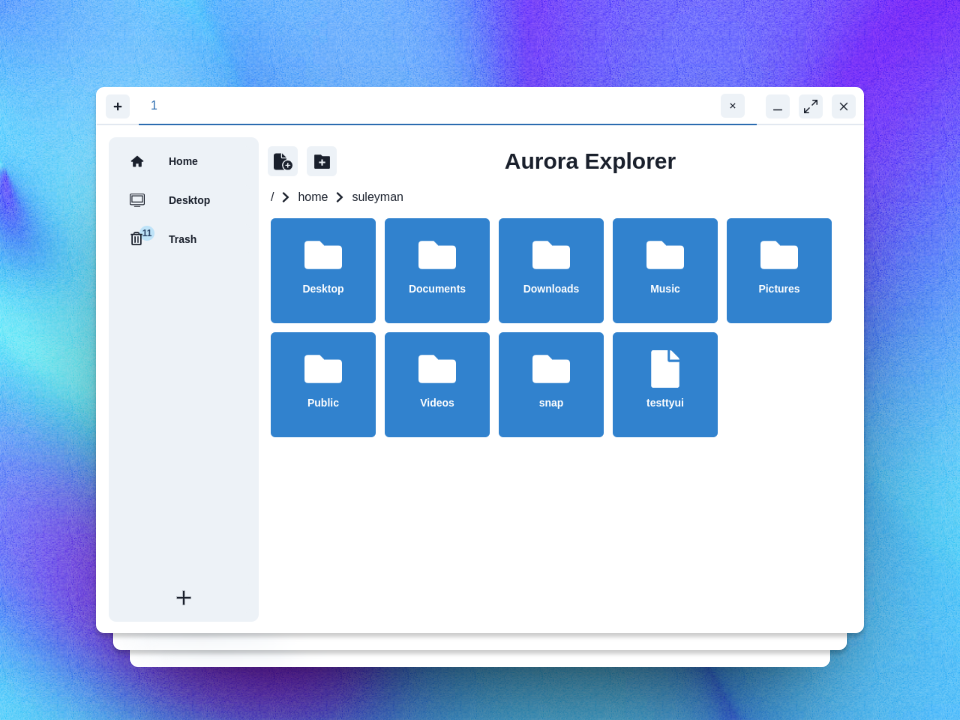 + 1 ×
Home
Desktop
11 Trash
Aurora Explorer
/ home suleyman
Desktop Documents Downloads Music Pictures
Public Videos snap testtyui
+